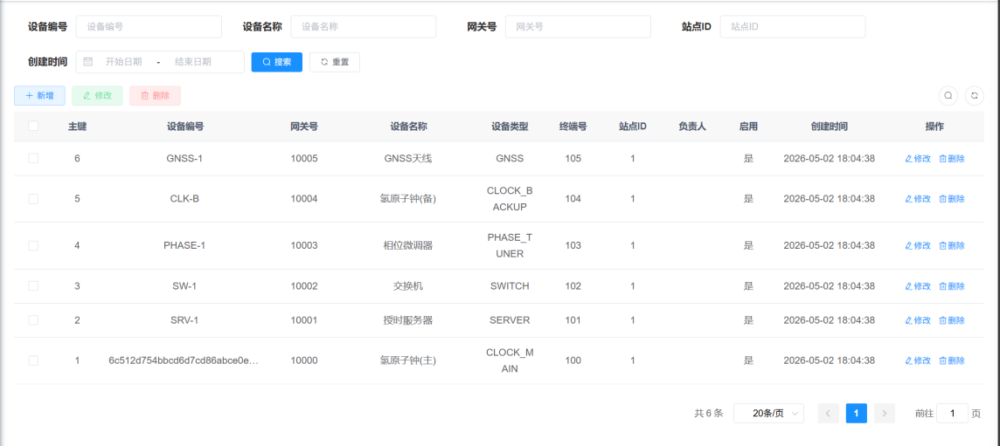 设备编号 设备编号 设备名称 设备名称 网关号 网关号 站点ID 站点ID
创建时间 开始日期 - 结束日期 搜索 重置
新增 修改 删除
主键 设备编号 网关号 设备名称 设备类型 终端号 站点ID 负责人 启用 创建时间 操作
6 GNSS-1 10005 GNSS天线 GNSS 105 1 是 2026-05-02 18:04:38 修改 删除
5 CLK-B 10004 氢原子钟(备) CLOCK_B 104 1 是 2026-05-02 18:04:38 修改 删除
ACKUP
4 PHASE-1 10003 相位微调器 PHASE_T 103 1 是 2026-05-02 18:04:38 修改 删除
UNER
3 SW-1 10002 交换机 SWITCH 102 1 是 2026-05-02 18:04:38 修改 删除
2 SRV-1 10001 授时服务器 SERVER 101 1 是 2026-05-02 18:04:38 修改 删除
1 6c512d754bbcd6d7cd86abce0e... 10000 氢原子钟(主) CLOCK_M 100 1 是 2026-05-02 18:04:38 修改 删除
AIN
共 6 条 20条/页 1 前往 1 页